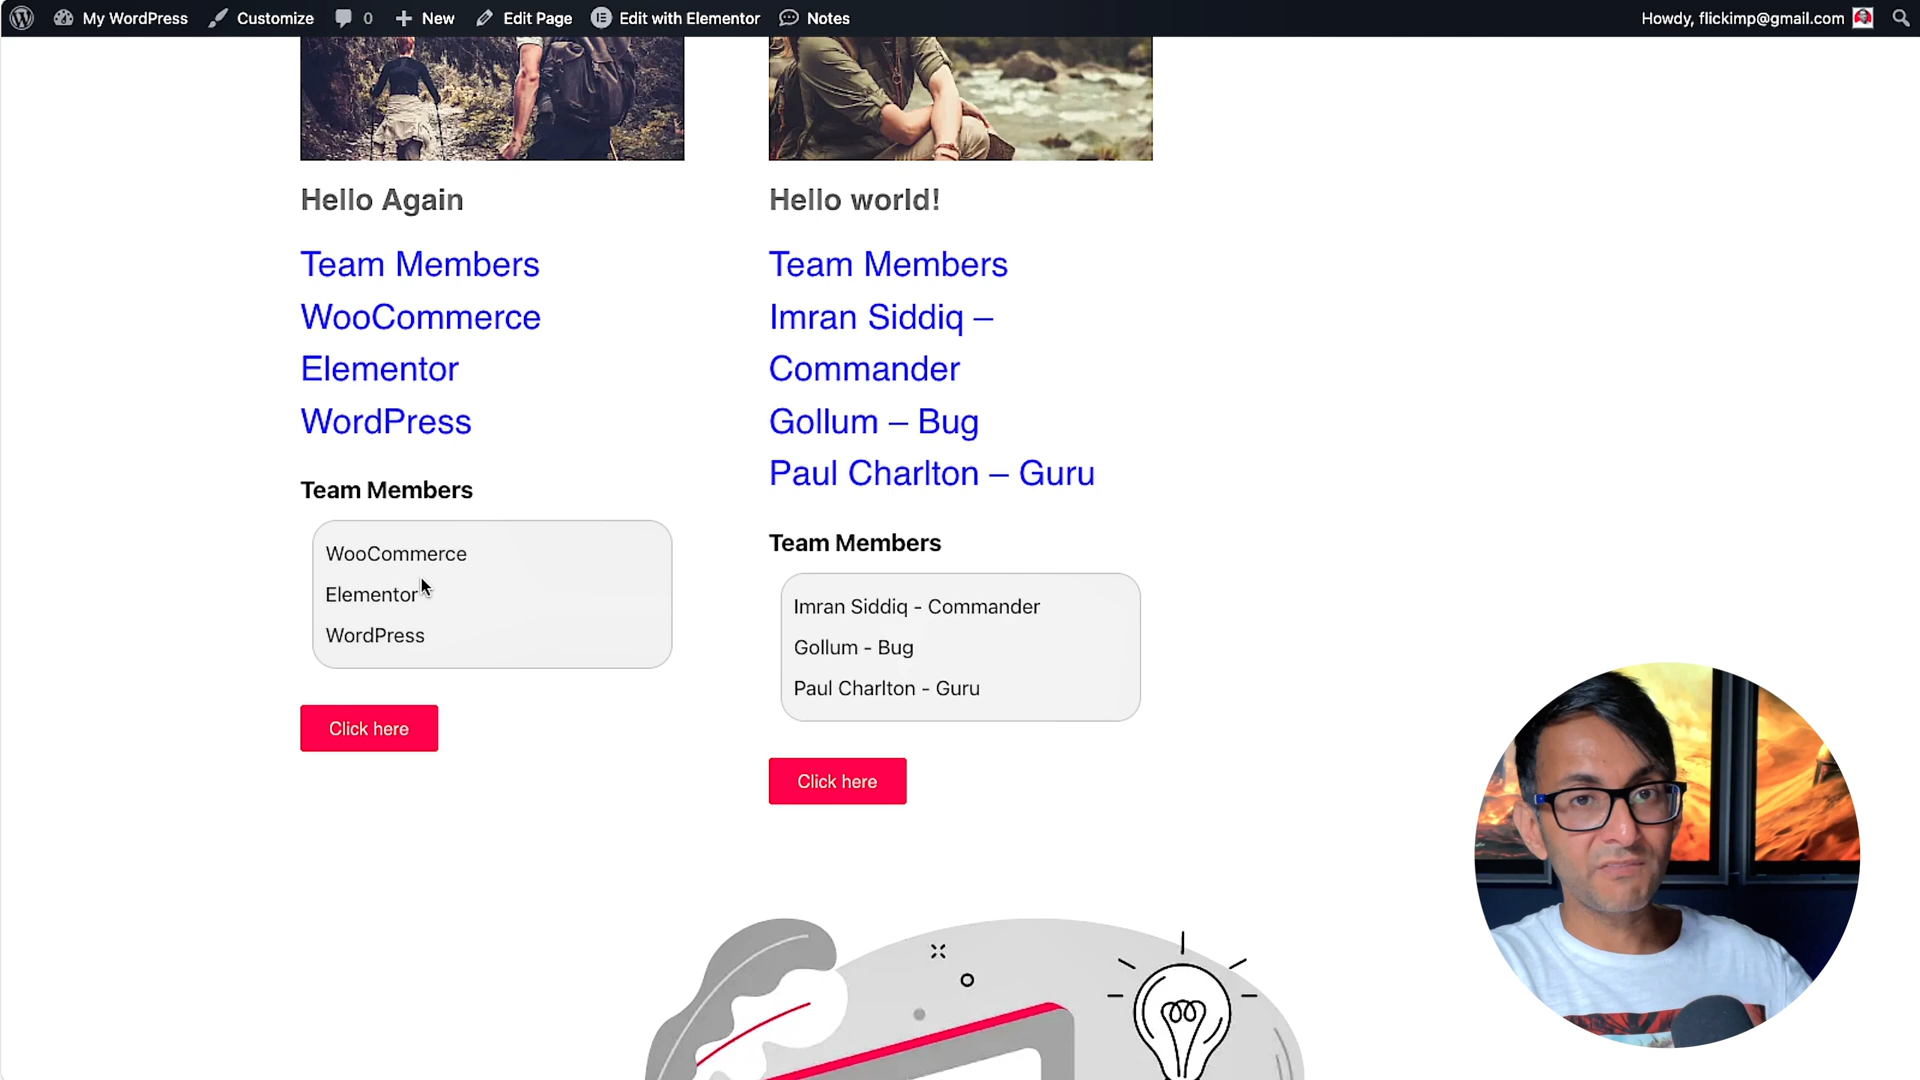 My WordPress
Customize
0
New
Edit Page
Edit with Elementor
Notes
Howdy, flickimp@gmail.com
Hello Again
Team Members
WooCommerce
Elementor
WordPress
Team Members
WooCommerce
Elementor
WordPress
Click here
Hello world!
Team Members
Imran Siddiq –
Commander
Gollum – Bug
Paul Charlton – Guru
Team Members
Imran Siddiq - Commander
Gollum - Bug
Paul Charlton - Guru
Click here